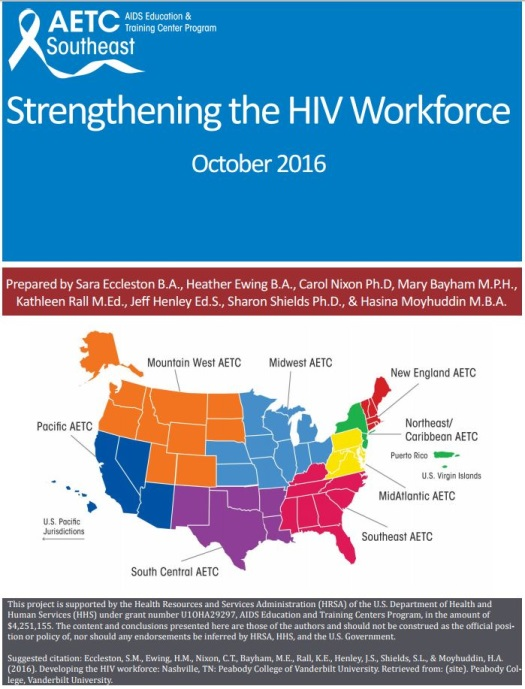 AETC AIDS Education &
Training Center Program
Southeast
Strengthening the HIV Workforce
October 2016
Prepared by Sara Eccleston B.A., Heather Ewing B.A., Carol Nixon Ph.D, Mary Bayham M.P.H.,
Kathleen Rall M.Ed., Jeff Henley Ed.S., Sharon Shields Ph.D., & Hasina Moyhuddin M.B.A.
Mountain West AETC
Midwest AETC
New England AETC
Pacific AETC
Northeast/
Caribbean AETC
Puerto Rico
U.S. Virgin Islands
MidAtlantic AETC
U.S. Pacific
Jurisdictions
Southeast AETC
South Central AETC
This project is supported by the Health Resources and Services Administration (HRSA) of the U.S. Department of Health and
Human Services (HHS) under grant number U1OHA29297, AIDS Education and Training Centers Program, in the amount of
$4,251,155. The content and conclusions presented here are those of the authors and should not be construed as the official posi-
tion or policy of, nor should any endorsements be inferred by HRSA, HHS, and the U.S. Government.
Suggested citation: Eccleston, S.M., Ewing, H.M., Nixon, C.T., Bayham, M.E., Rall, K.E., Henley, J.S., Shields, S.L., & Moyhuddin, H.A.
(2016). Developing the HIV workforce: Nashville, TN: Peabody College of Vanderbilt University. Retrieved from: (site). Peabody Col-
lege, Vanderbilt University.